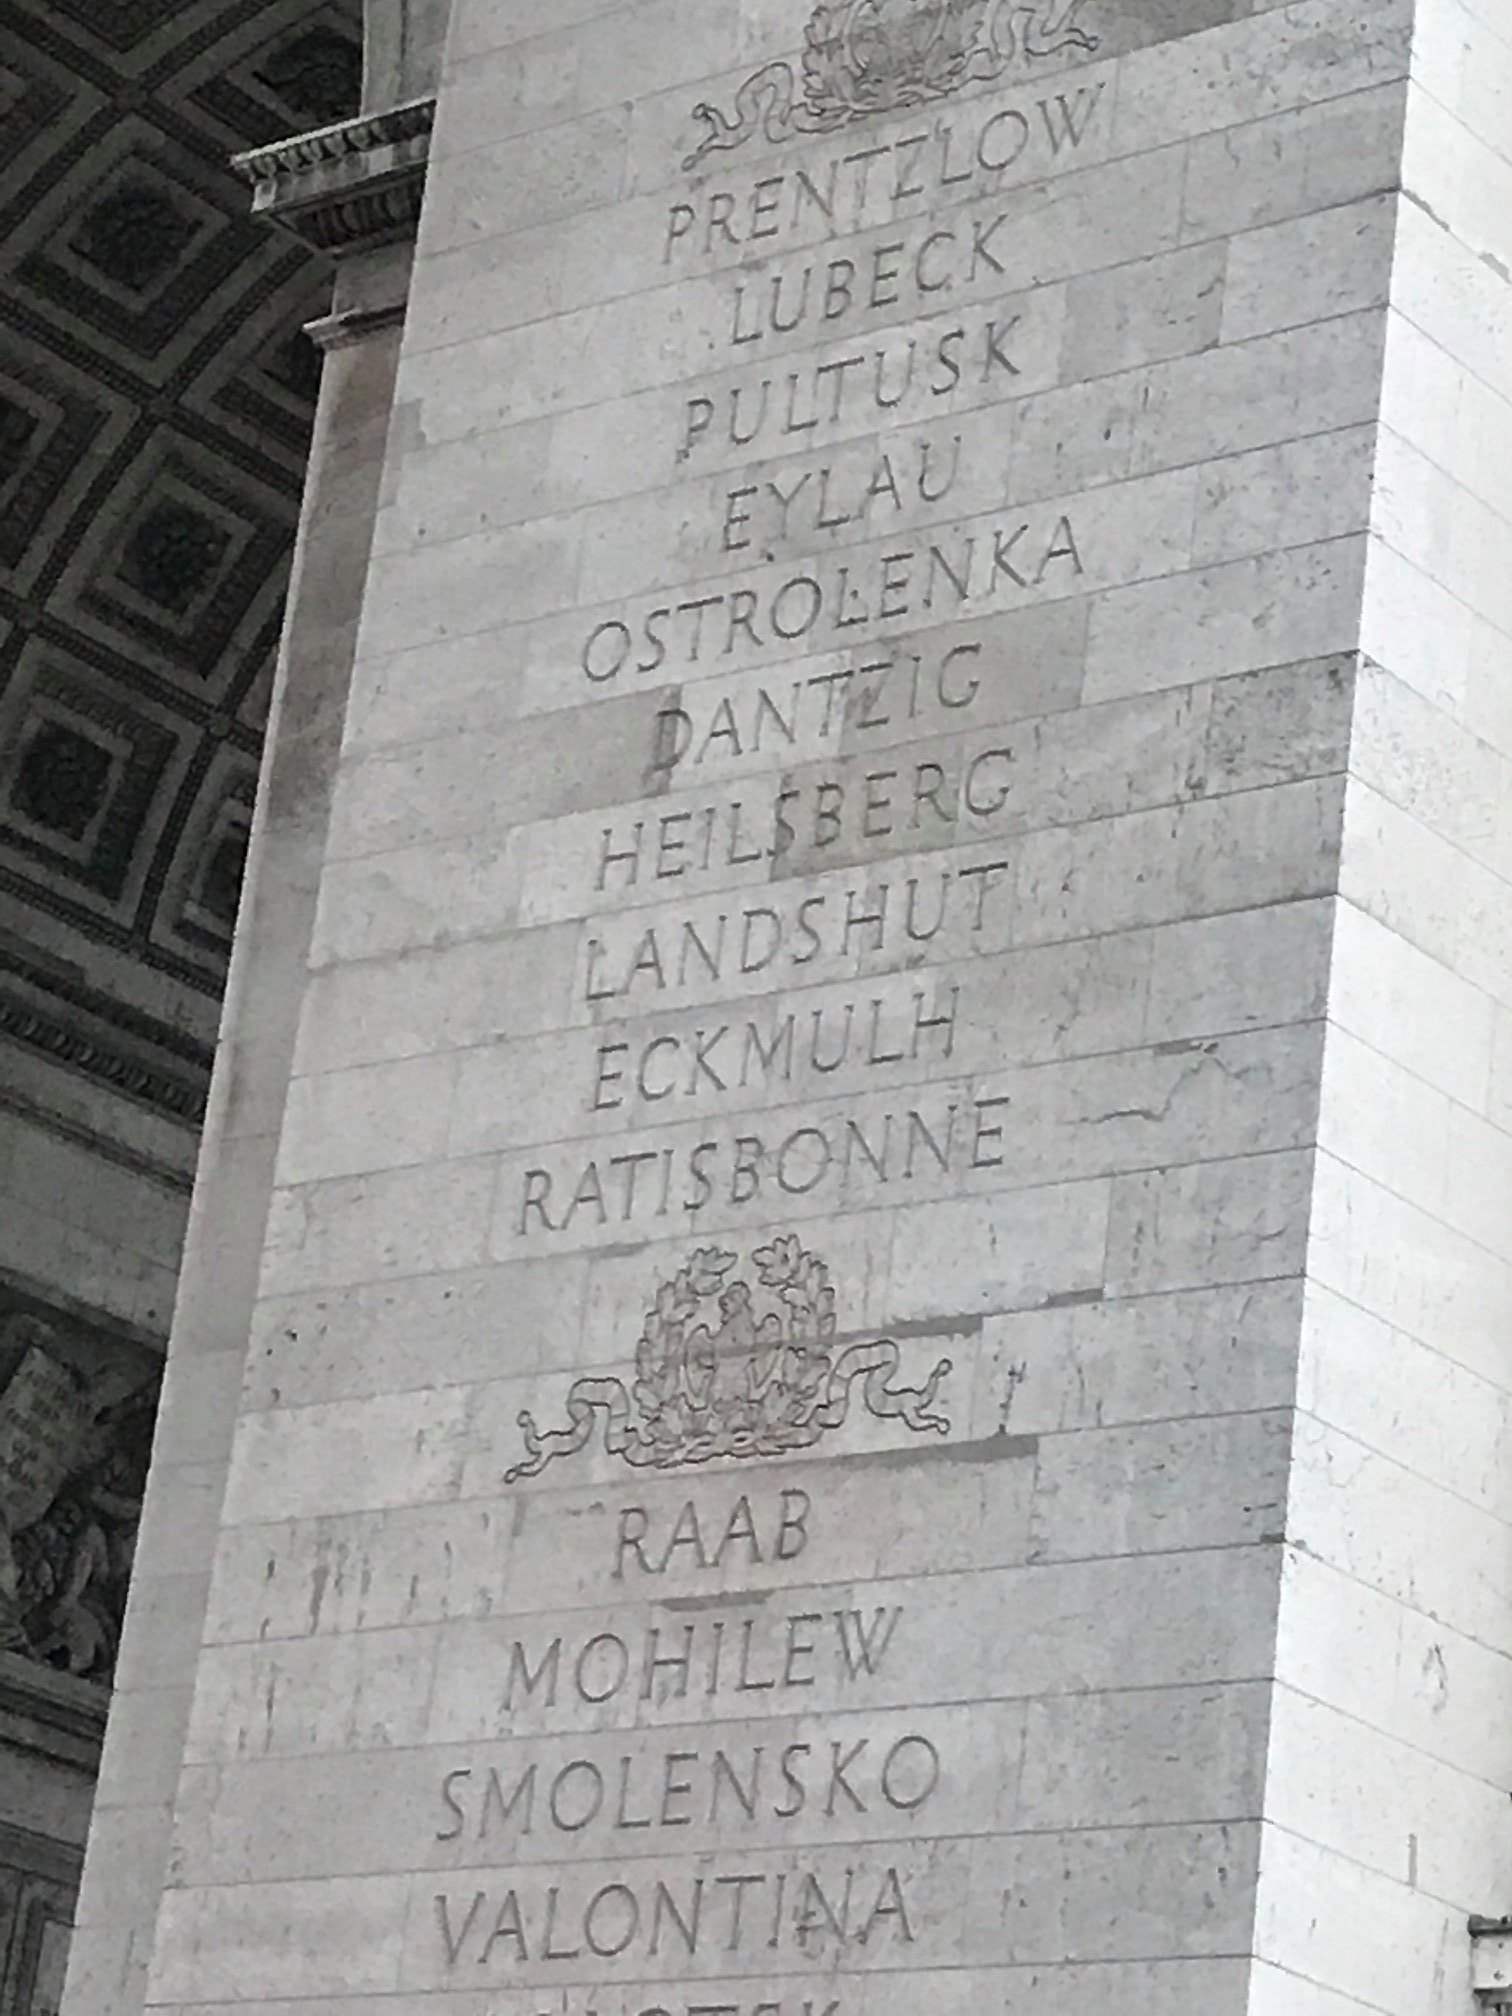 PRENTZLOW
LUBECK
PULTUSK
EYLAU
OSTROLENKA
DANTZIG
HEILSBERG
LANDSHUT
ECKMULH
RATISBONNE
RAAB
MOHILEW
SMOLENSKO
VALONTINA